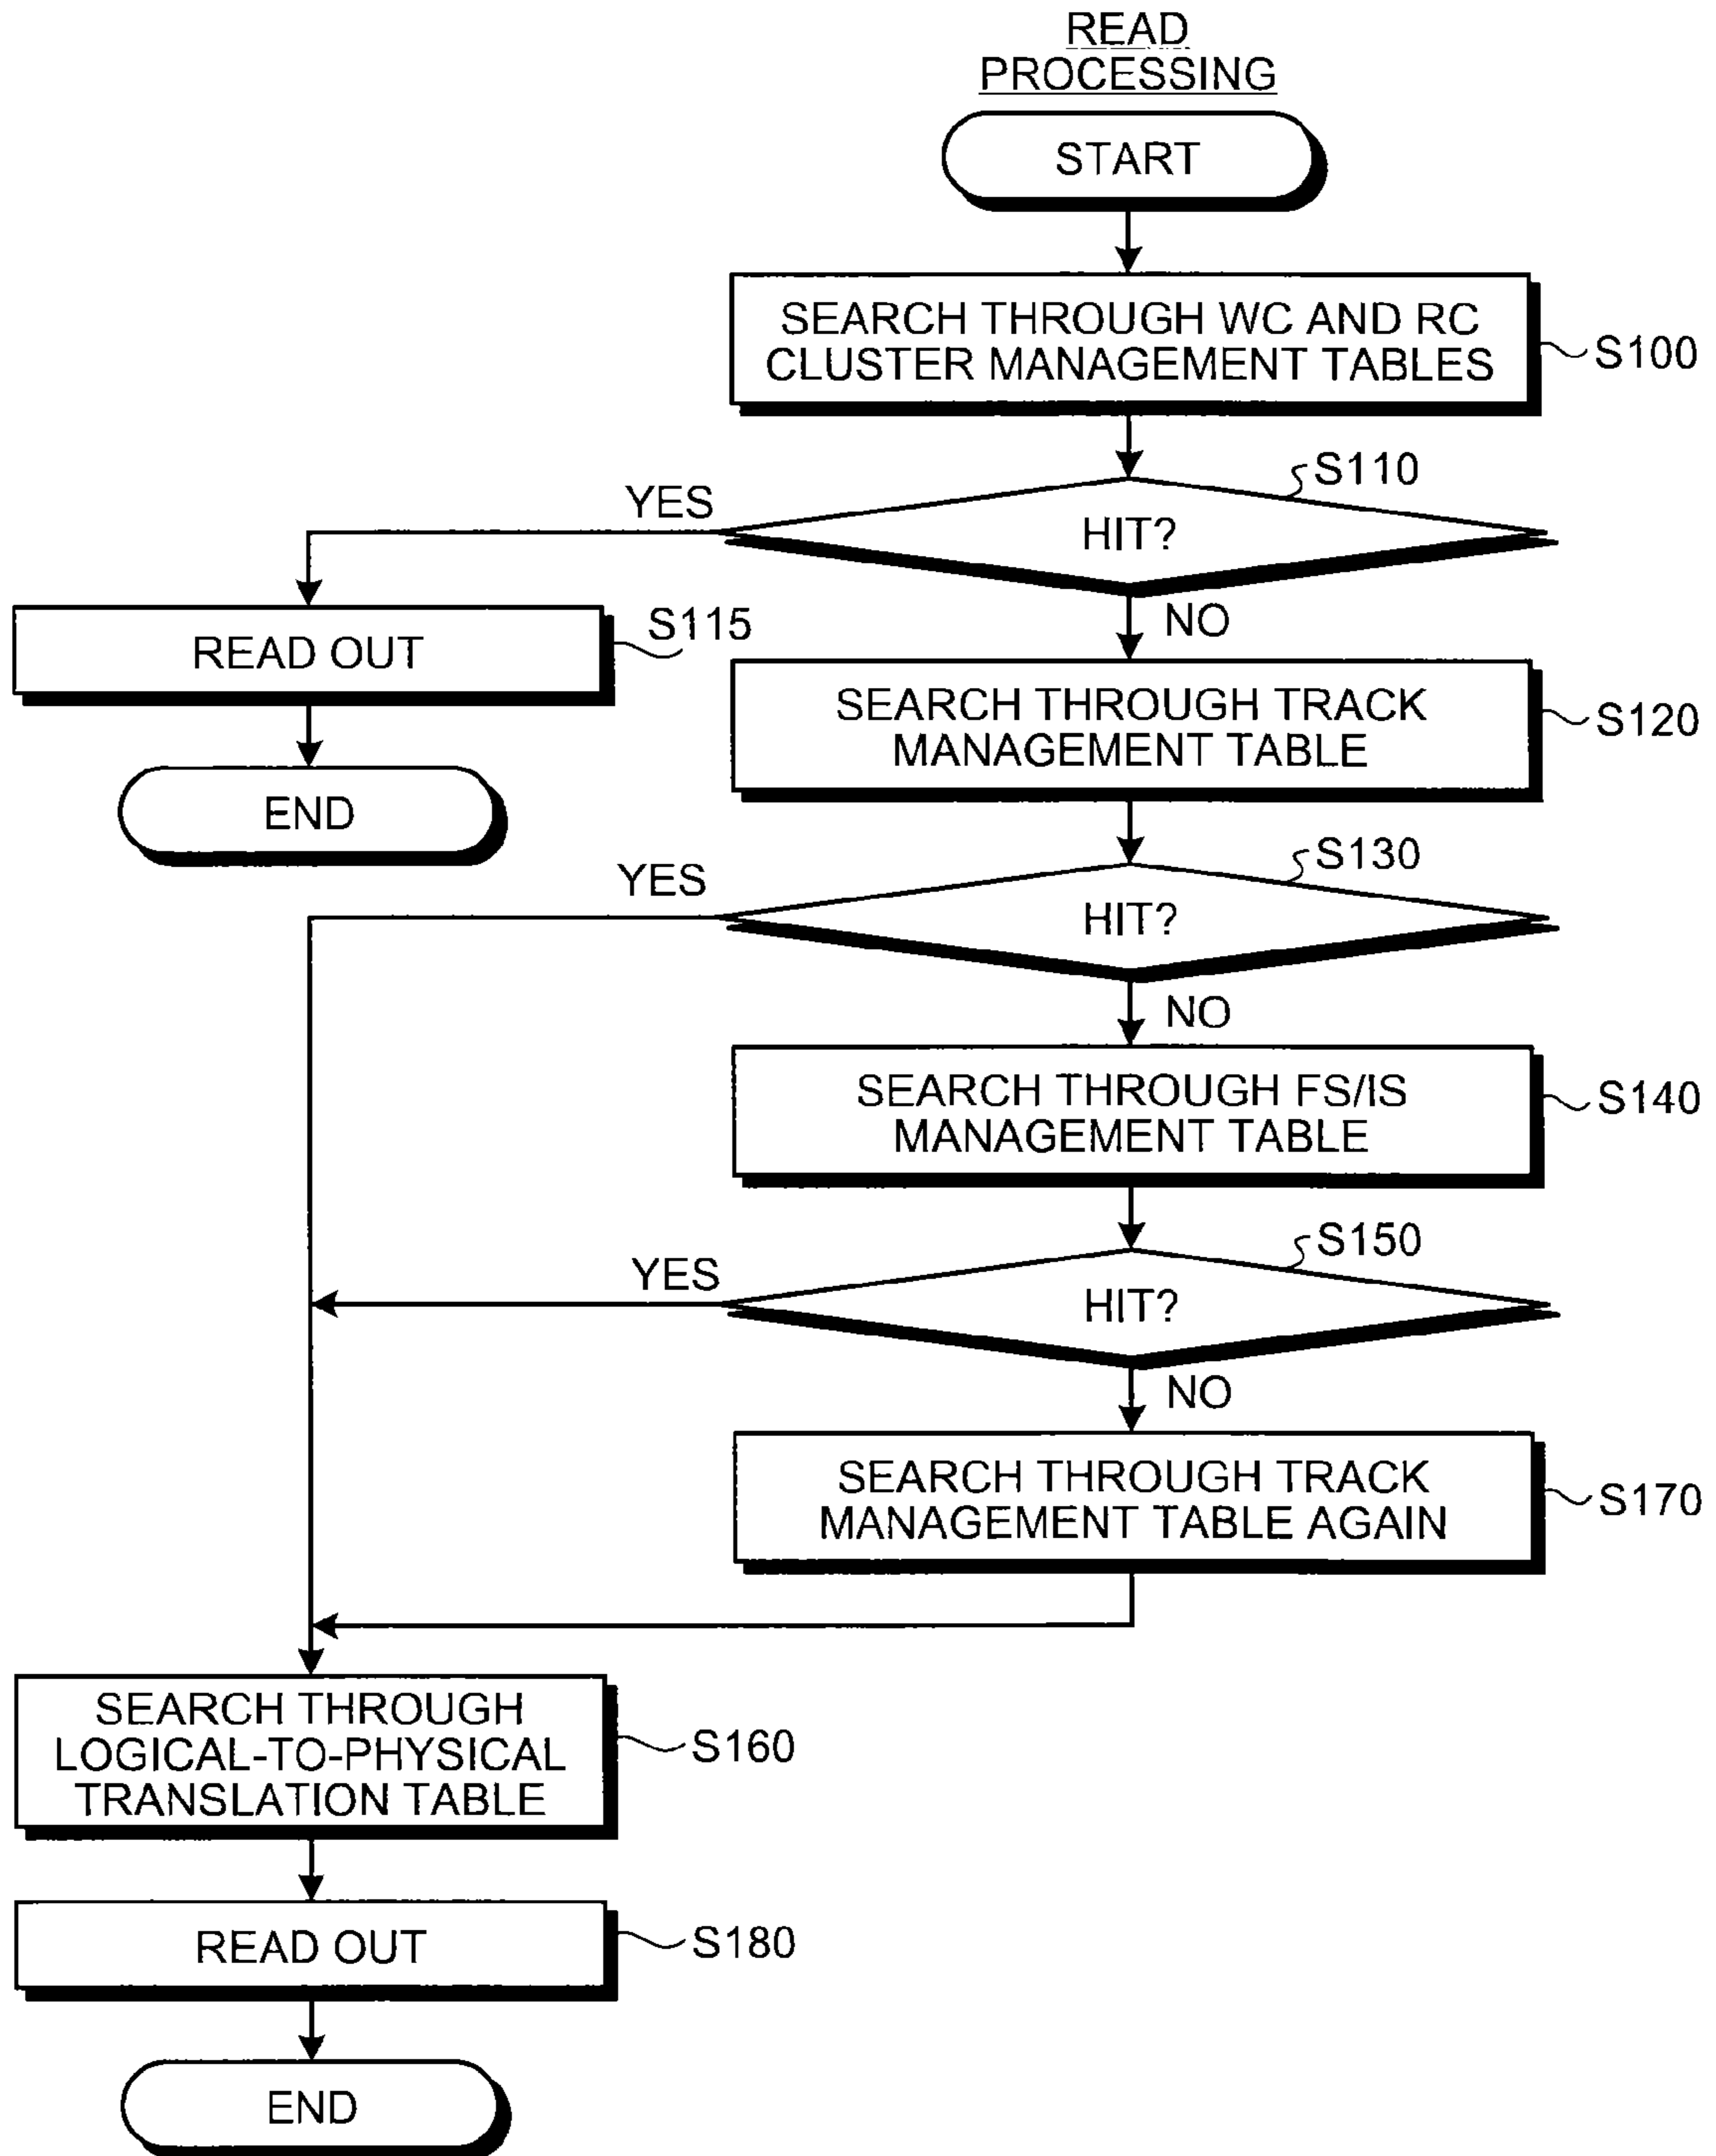 READ
PROCESSING
START
SEARCH THROUGH WC AND RC
CLUSTER MANAGEMENT TABLES
S100
S110
YES
HIT?
NO
READ OUT
S115
END
SEARCH THROUGH TRACK
MANAGEMENT TABLE
S120
S130
YES
HIT?
NO
SEARCH THROUGH FS/IS
MANAGEMENT TABLE
S140
S150
YES
HIT?
NO
SEARCH THROUGH TRACK
MANAGEMENT TABLE AGAIN
S170
SEARCH THROUGH
LOGICAL-TO-PHYSICAL
TRANSLATION TABLE
S160
READ OUT
S180
END